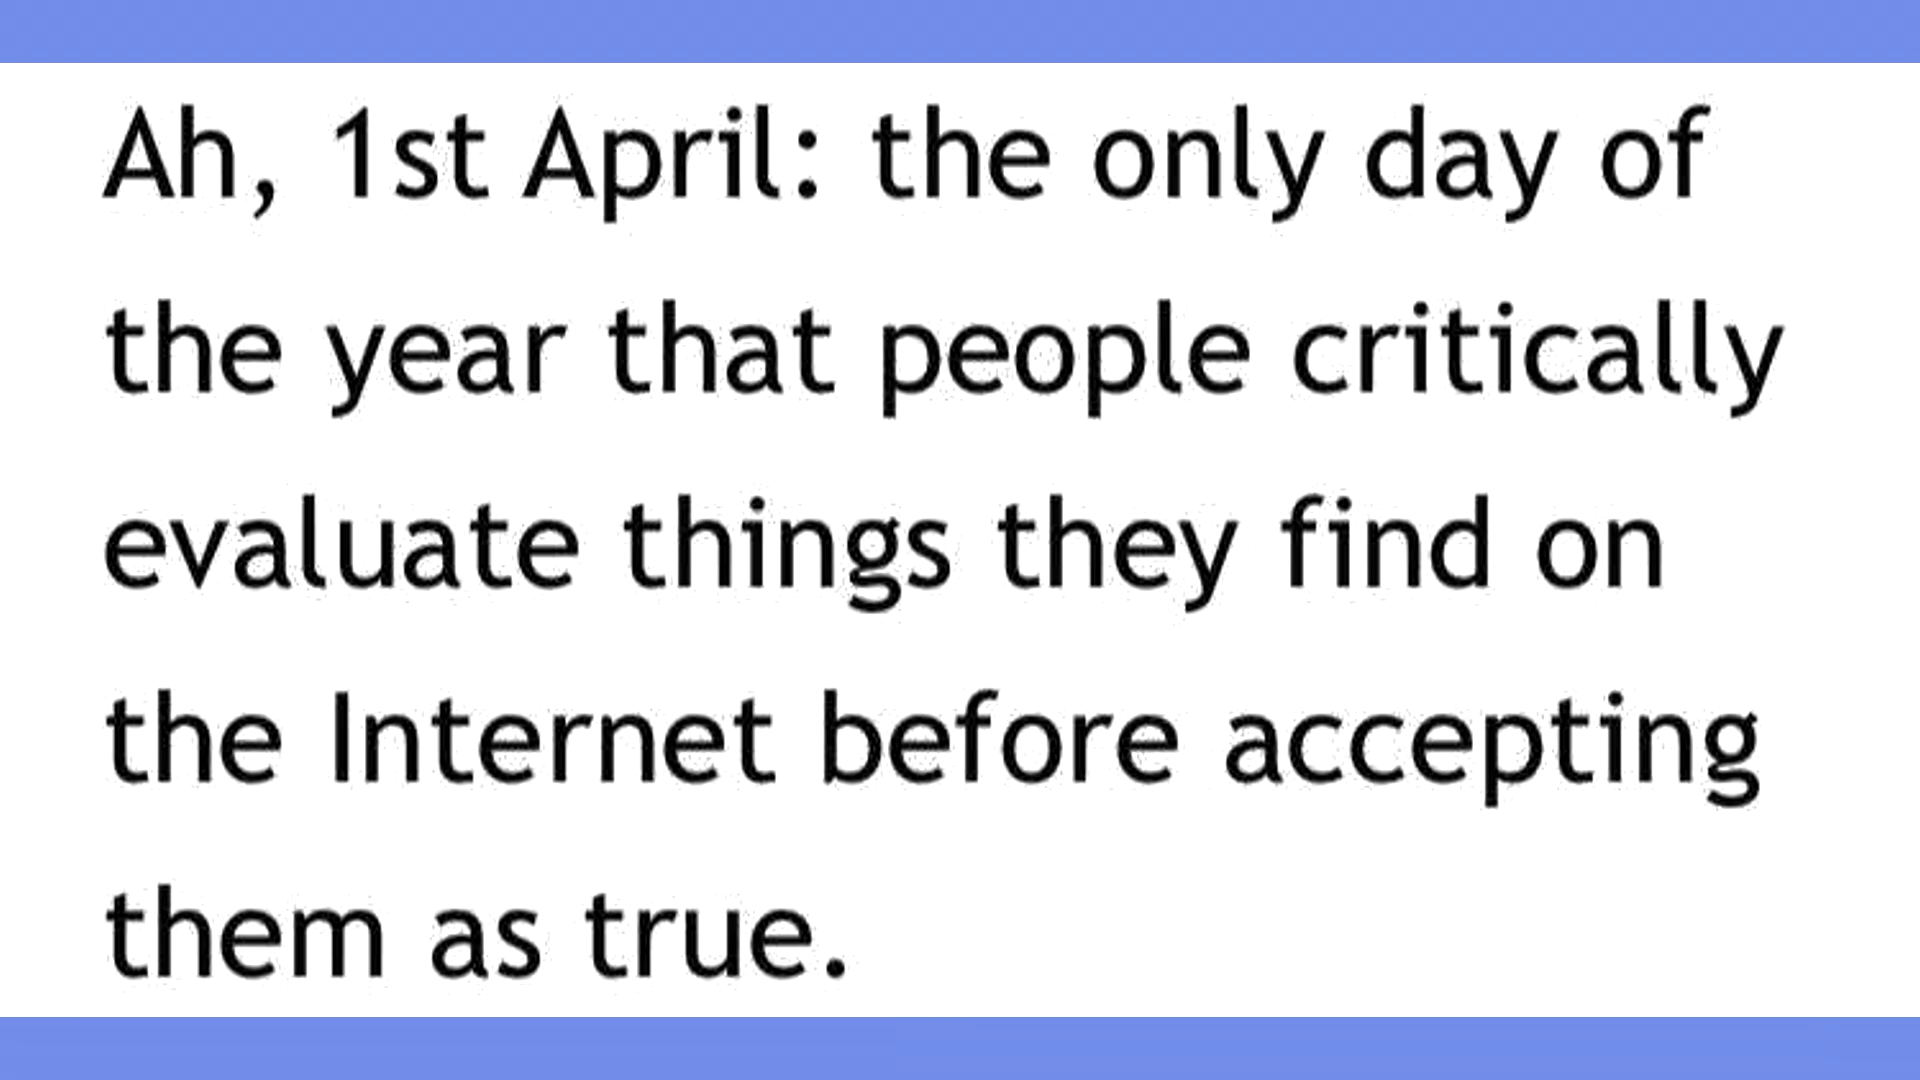 Ah, 1st April: the only day of
the year that people critically
evaluate things they find on
the Internet before accepting
them as true.